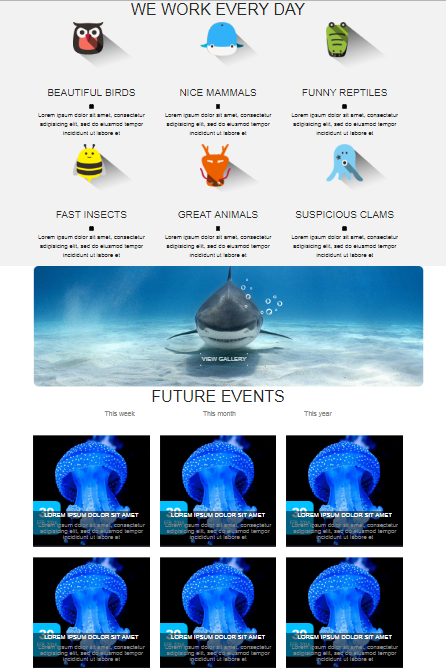 WE WORK EVERY DAY
BEAUTIFUL BIRDS
NICE MAMMALS
FUNNY REPTILES
Lorem ipsum dolor sit amet, consectetur
adipisicing elit, sed do eiusmod tempor
incididunt ut labore et
Lorem ipsum dolor sit amet, consectetur
adipisicing elit, sed do eiusmod tempor
incididunt ut labore et
Lorem ipsum dolor sit amet, consectetur
adipisicing elit, sed do eiusmod tempor
incididunt ut labore et
FAST INSECTS
GREAT ANIMALS
SUSPICIOUS CLAMS
Lorem ipsum dolor sit amet, consectetur
adipisicing elit, sed do eiusmod tempor
incididunt ut labore et
Lorem ipsum dolor sit amet, consectetur
adipisicing elit, sed do eiusmod tempor
incididunt ut labore et
Lorem ipsum dolor sit amet, consectetur
adipisicing elit, sed do eiusmod tempor
incididunt ut labore et
VIEW GALLERY
FUTURE EVENTS
This week
This month
This year
LOREM IPSUM DOLOR SIT AMET
Lorem ipsum dolor sit amet, consectetur
adipisicing elit, sed do eiusmod tempor
incididunt ut labore et
LOREM IPSUM DOLOR SIT AMET
Lorem ipsum dolor sit amet, consectetur
adipisicing elit, sed do eiusmod tempor
incididunt ut labore et
LOREM IPSUM DOLOR SIT AMET
Lorem ipsum dolor sit amet, consectetur
adipisicing elit, sed do eiusmod tempor
incididunt ut labore et
LOREM IPSUM DOLOR SIT AMET
Lorem ipsum dolor sit amet, consectetur
adipisicing elit, sed do eiusmod tempor
incididunt ut labore et
LOREM IPSUM DOLOR SIT AMET
Lorem ipsum dolor sit amet, consectetur
adipisicing elit, sed do eiusmod tempor
incididunt ut labore et
LOREM IPSUM DOLOR SIT AMET
Lorem ipsum dolor sit amet, consectetur
adipisicing elit, sed do eiusmod tempor
incididunt ut labore et